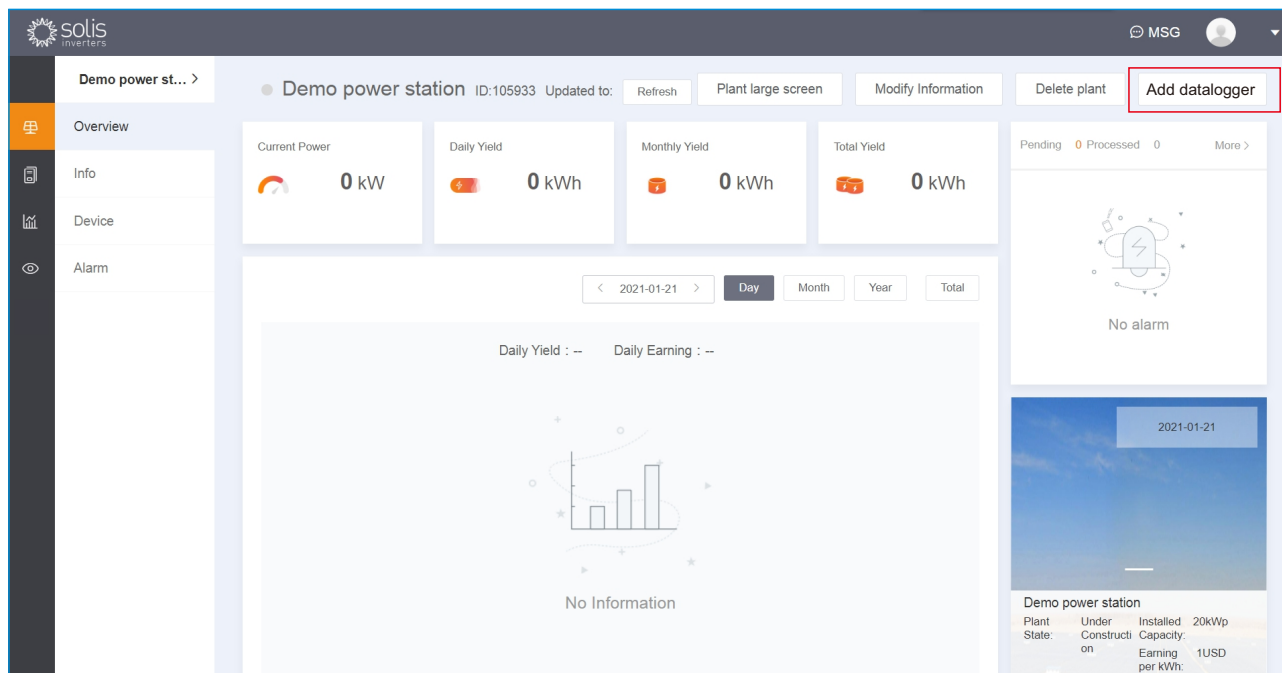 solis
inverters
MSG
Demo power st... >
Demo power station ID:105933 Updated to: Refresh Plant large screen Modify Information Delete plant Add datalogger
Overview
Info
Device
Alarm
Current Power
0 kW
Daily Yield
0 kWh
Monthly Yield
0 kWh
Total Yield
0 kWh
Pending 0 Processed 0 More >
No alarm
< 2021-01-21 > Day Month Year Total
Daily Yield : -- Daily Earning : --
No Information
2021-01-21
Demo power station
Plant State: Under Constructi on
Installed Capacity: 20kWp
Earning per kWh: 1USD